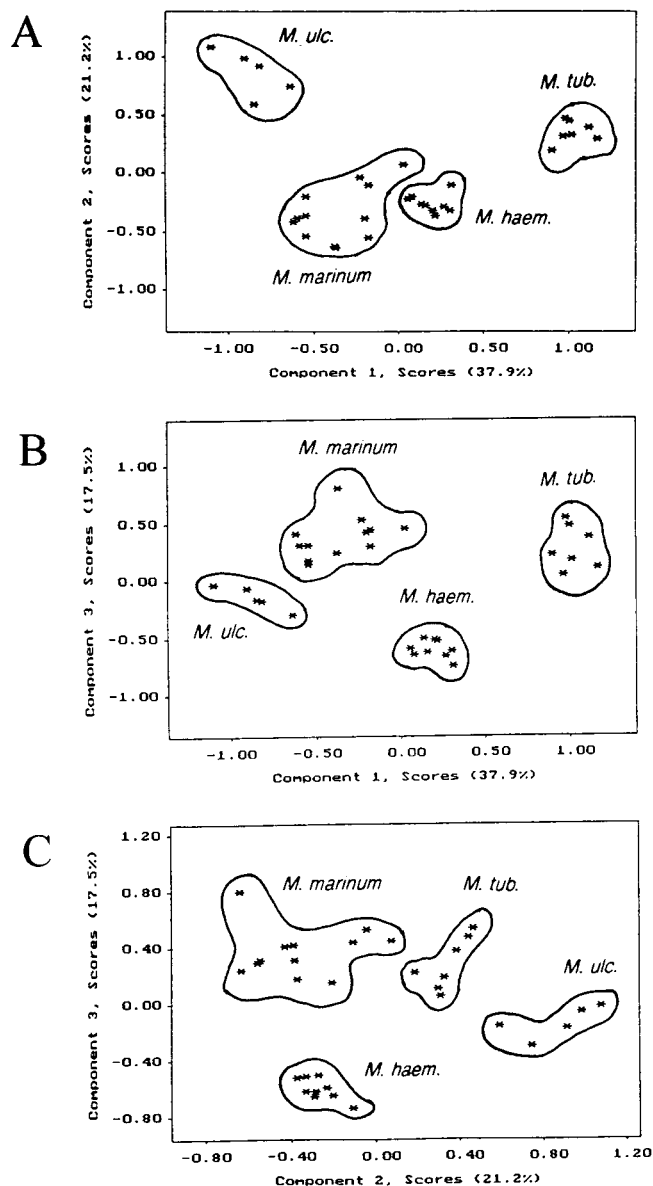 A
M. ulc.
M. tub.
M. haem.
M. marinum
Component 2, Scores (21.2%)
1.00
0.50
0.00
-0.50
-1.00
-1.00 -0.50 0.00 0.50 1.00
Component 1, Scores (37.9%)
B
M. marinum
M. tub.
M. haem.
M. ulc.
Component 3, Scores (17.5%)
1.00
0.50
0.00
-0.50
-1.00
-1.00 -0.50 0.00 0.50 1.00
Component 1, Scores (37.9%)
C
M. marinum
M. tub.
M. ulc.
M. haem.
Component 3, Scores (17.5%)
1.20
0.80
0.40
0.00
-0.40
-0.80
-0.80 -0.40 0.00 0.40 0.80 1.20
Component 2, Scores (21.2%)